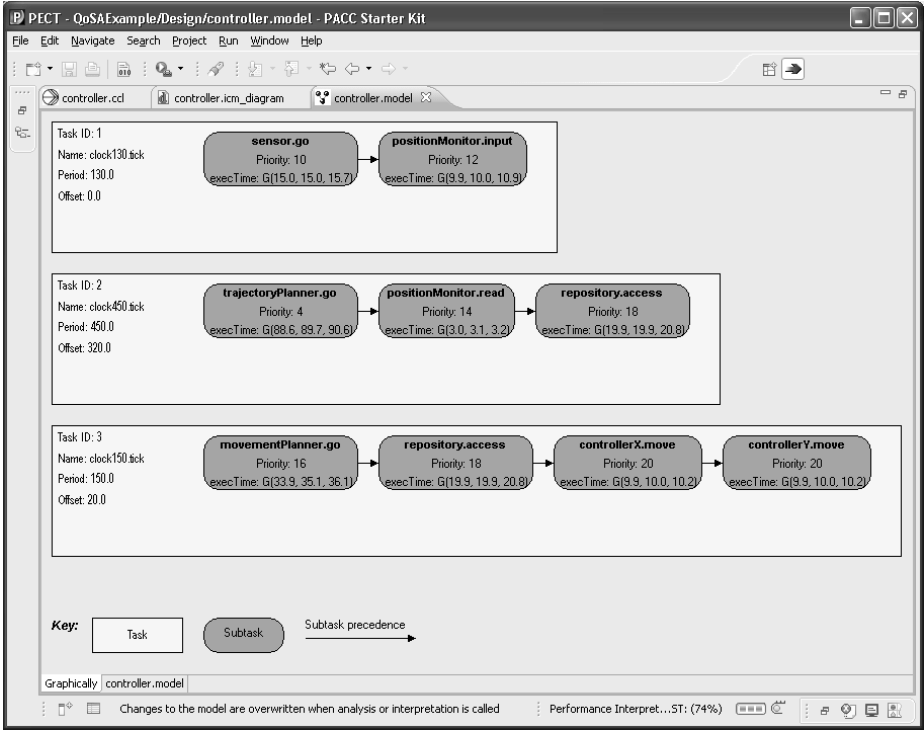 PECT - QoSAExample/Design/controller.model - PACC Starter Kit
File Edit Navigate Search Project Run Window Help
controller.ccl controller.icm_diagram controller.model
Task ID: 1
Name: clock130.tick
Period: 130.0
Offset: 0.0
sensor.go
Priority: 10
execTime: G(15.0, 15.0, 15.7)
positionMonitor.input
Priority: 12
execTime: G(9.9, 10.0, 10.9)
Task ID: 2
Name: clock450.tick
Period: 450.0
Offset: 320.0
trajectoryPlanner.go
Priority: 4
execTime: G(88.6, 89.7, 90.6)
positionMonitor.read
Priority: 14
execTime: G(3.0, 3.1, 3.2)
repository.access
Priority: 18
execTime: G(19.9, 19.9, 20.8)
Task ID: 3
Name: clock150.tick
Period: 150.0
Offset: 20.0
movementPlanner.go
Priority: 16
execTime: G(33.9, 35.1, 36.1)
repository.access
Priority: 18
execTime: G(19.9, 19.9, 20.8)
controllerX.move
Priority: 20
execTime: G(9.9, 10.0, 10.2)
controllerY.move
Priority: 20
execTime: G(9.9, 10.0, 10.2)
Key:
Task
Subtask
Subtask precedence
Graphically controller.model
Changes to the model are overwritten when analysis or interpretation is called
Performance Interpret...ST: (74%)